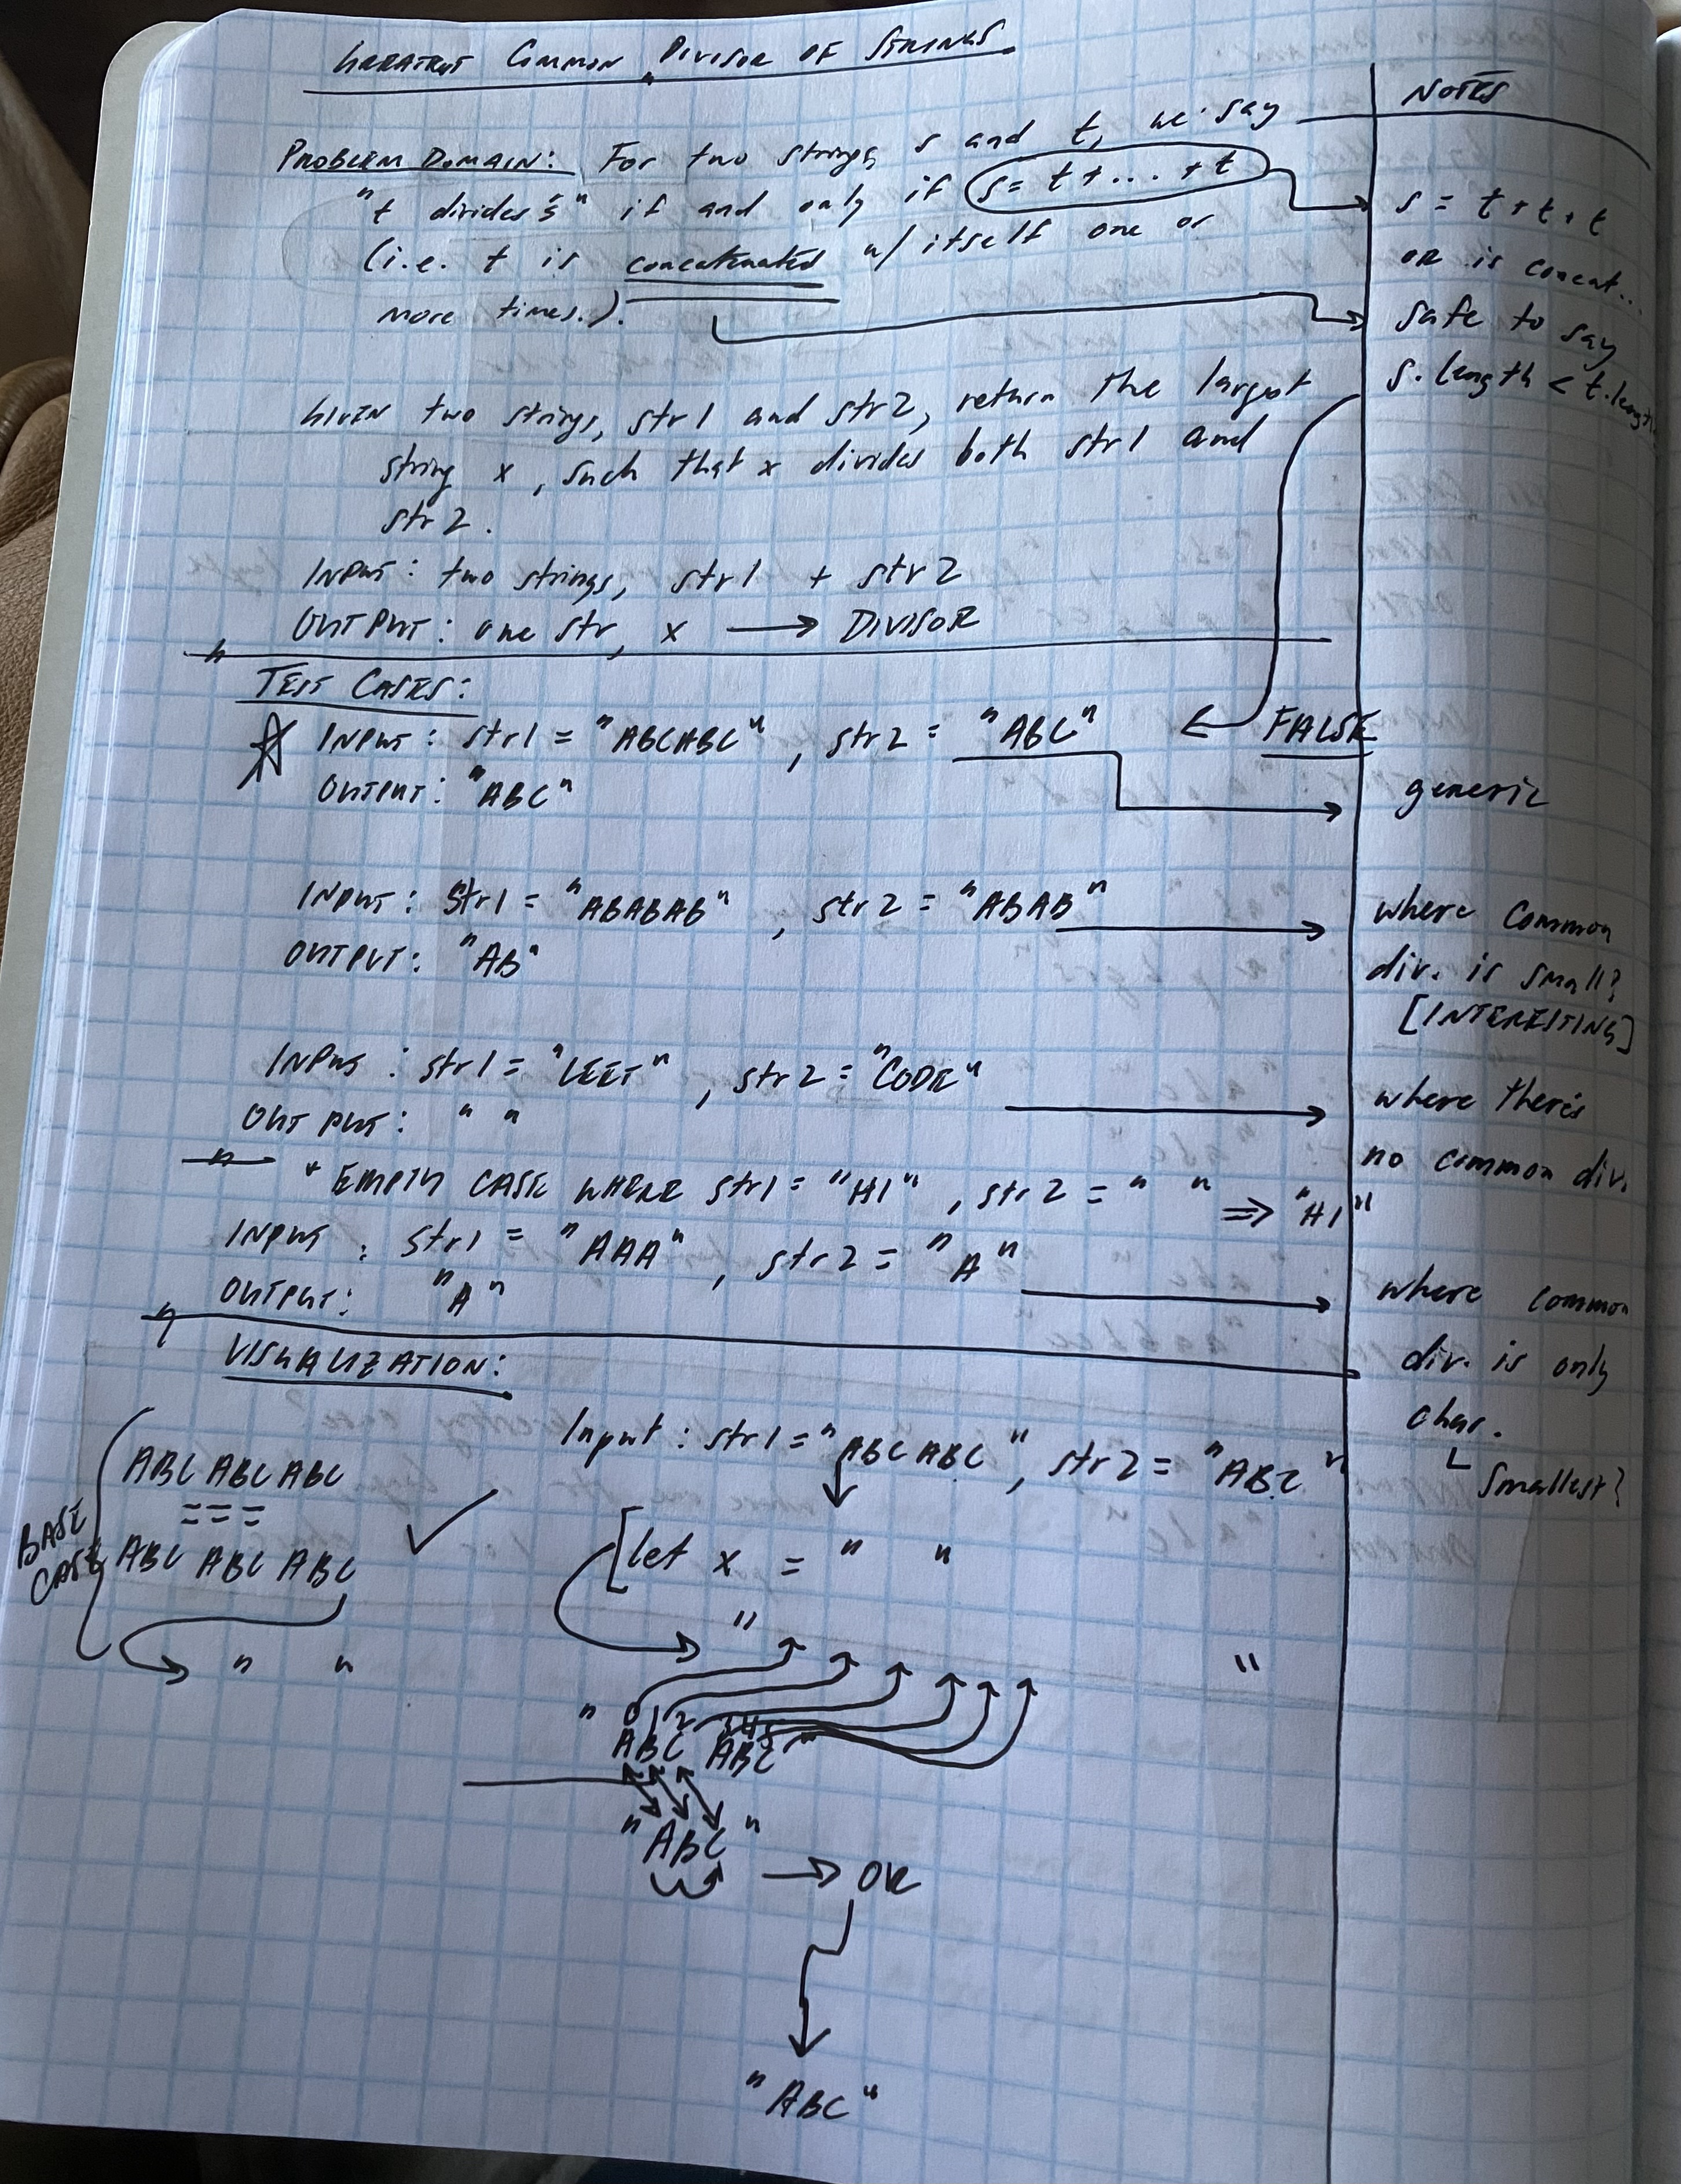 GREATEST COMMON DIVISOR OF STRINGS
NOTES
PROBLEM DOMAIN: For two strings s and t, we say
"t divides s" if and only if s = t + ... + t
(i.e. t is concatenated w/ itself one or
more times.).
s = t + t + t
OR is concat..
safe to say
s.length < t.length
GIVEN two strings, str1 and str2, return the largest
string x, such that x divides both str1 and
str2.
INPUT: two strings, str1 + str2
OUTPUT: one str, x → DIVISOR
TEST CASES:
INPUT: str1 = "ABCABC", str2 = "ABC" ← FALSE
OUTPUT: "ABC"
generic
INPUT: str1 = "ABABAB", str2 = "ABAB"
OUTPUT: "AB"
where common
div. is small?
[INTERESTING]
INPUT: str1 = "LEET", str2 = "CODE"
OUTPUT: " "
where there's
no common div.
* EMPTY CASE WHERE str1 = "HI", str2 = " " ⇒ "HI"
INPUT: str1 = "AAA", str2 = "A"
OUTPUT: "A"
where common
div. is only
char.
smallest?
VISUALIZATION:
Input: str1 = "ABCABC", str2 = "ABC"
ABC ABC ABC
===
ABC ABC ABC
BASE
CASE
" "
[let x = " "
" "
" 0 1 2 3 4 5
ABC ABC "
"ABC"
→ OR
"ABC"